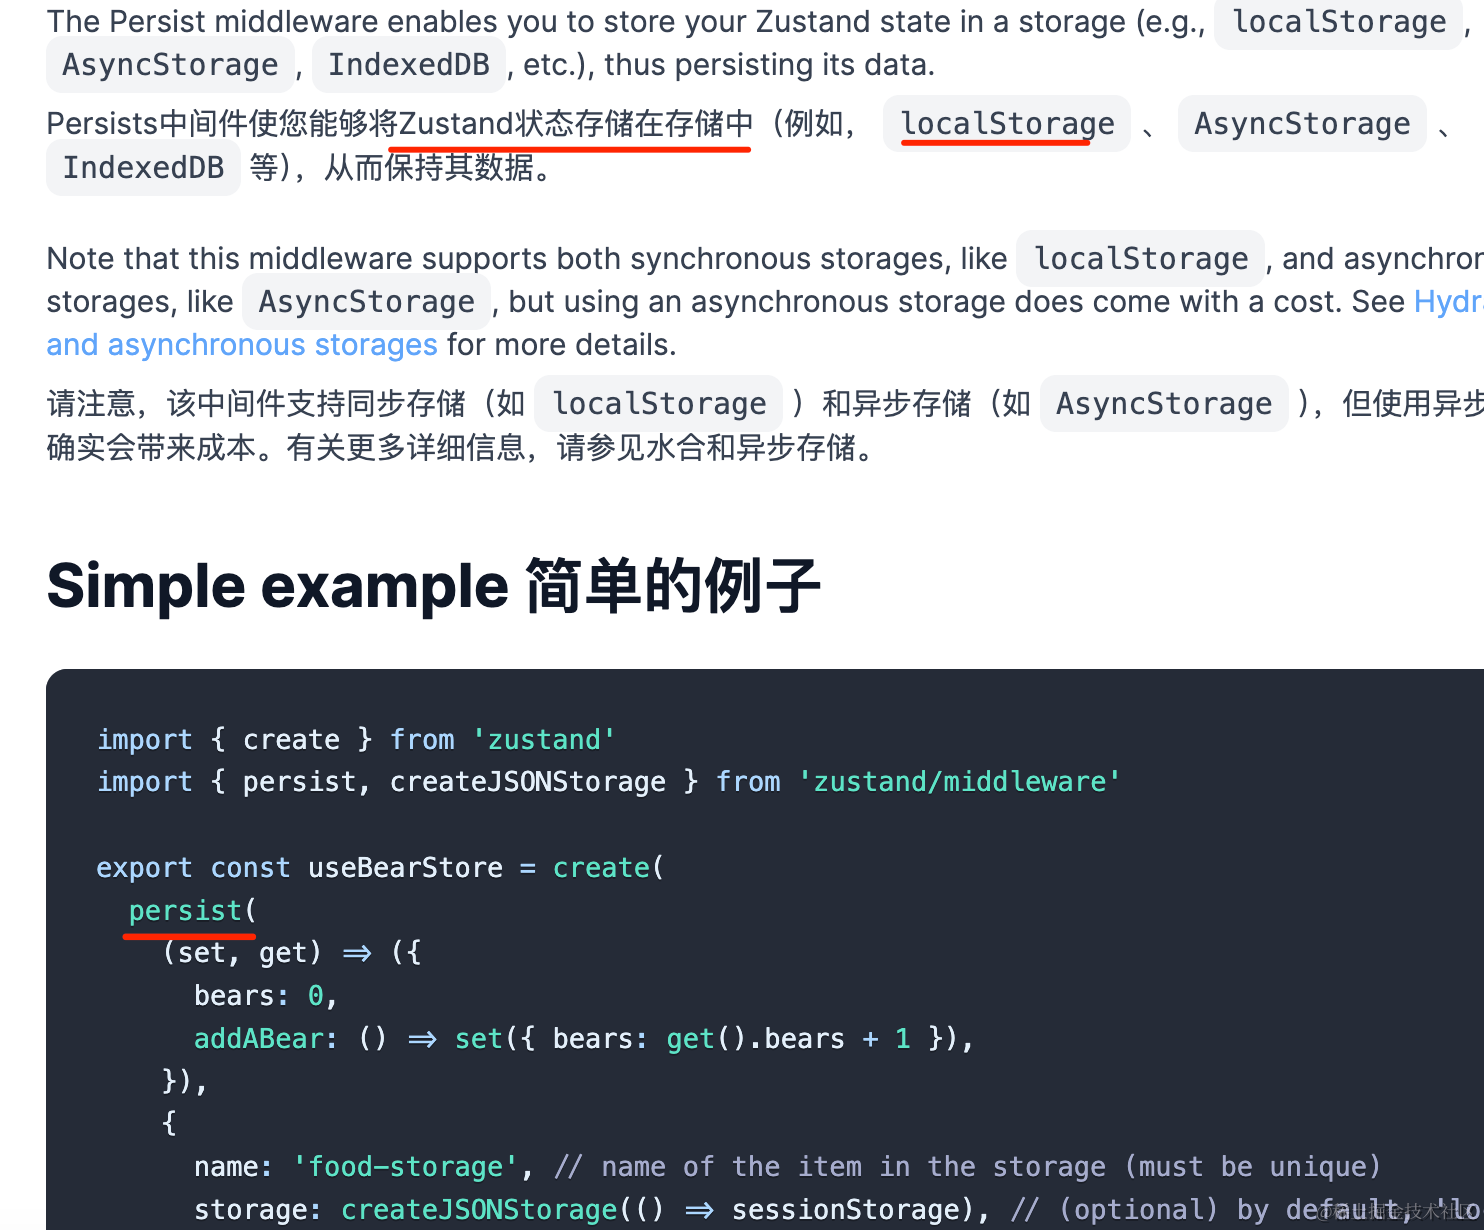 The Persist middleware enables you to store your Zustand state in a storage (e.g., localStorage ,
AsyncStorage , IndexedDB , etc.), thus persisting its data.
Persists中间件使您能够将Zustand状态存储在存储中（例如， localStorage 、 AsyncStorage 、
IndexedDB 等），从而保持其数据。
Note that this middleware supports both synchronous storages, like localStorage , and asynchron
storages, like AsyncStorage , but using an asynchronous storage does come with a cost. See Hydr
and asynchronous storages for more details.
请注意，该中间件支持同步存储（如 localStorage ）和异步存储（如 AsyncStorage ），但使用异步
确实会带来成本。有关更多详细信息，请参见水合和异步存储。
Simple example 简单的例子
import { create } from 'zustand'
import { persist, createJSONStorage } from 'zustand/middleware'
export const useBearStore = create(
persist(
(set, get) => ({
bears: 0,
addABear: () => set({ bears: get().bears + 1 }),
}),
{
name: 'food-storage', // name of the item in the storage (must be unique)
storage: createJSONStorage(() => sessionStorage), // (optional) by default, 'lo